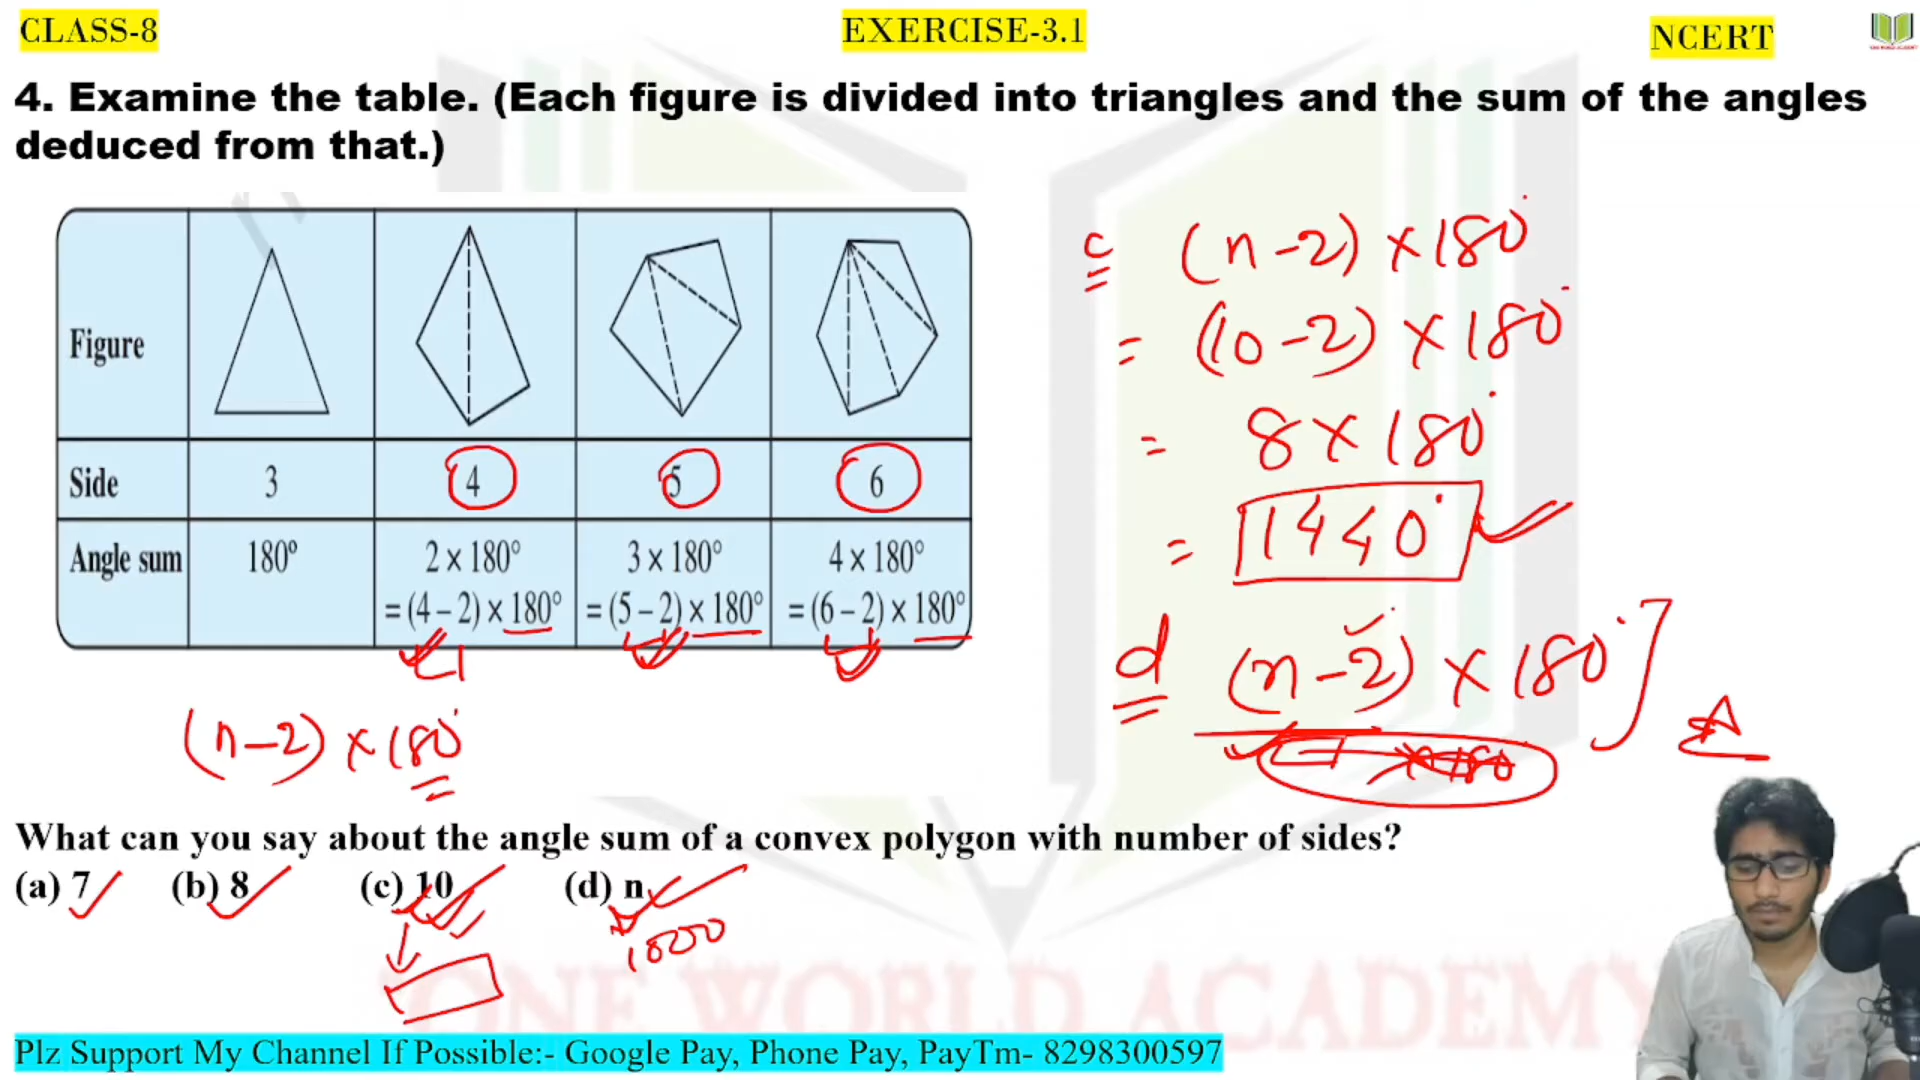 CLASS-8
EXERCISE-3.1
NCERT
4. Examine the table. (Each figure is divided into triangles and the sum of the angles
deduced from that.)
Figure
Side 3 4 5 6
Angle sum 180° 2 × 180° 3 × 180° 4 × 180°
= (4 – 2) × 180° = (5 – 2) × 180° = (6 – 2) × 180°
(n-2) × 180°
c (n-2) × 180°
= (10-2) × 180°
= 8 × 180°
= 1440°
d (n-2) × 180°
What can you say about the angle sum of a convex polygon with number of sides?
(a) 7 (b) 8 (c) 10 (d) n
ONE WORLD ACADEMY
Plz Support My Channel If Possible:- Google Pay, Phone Pay, PayTm- 8298300597